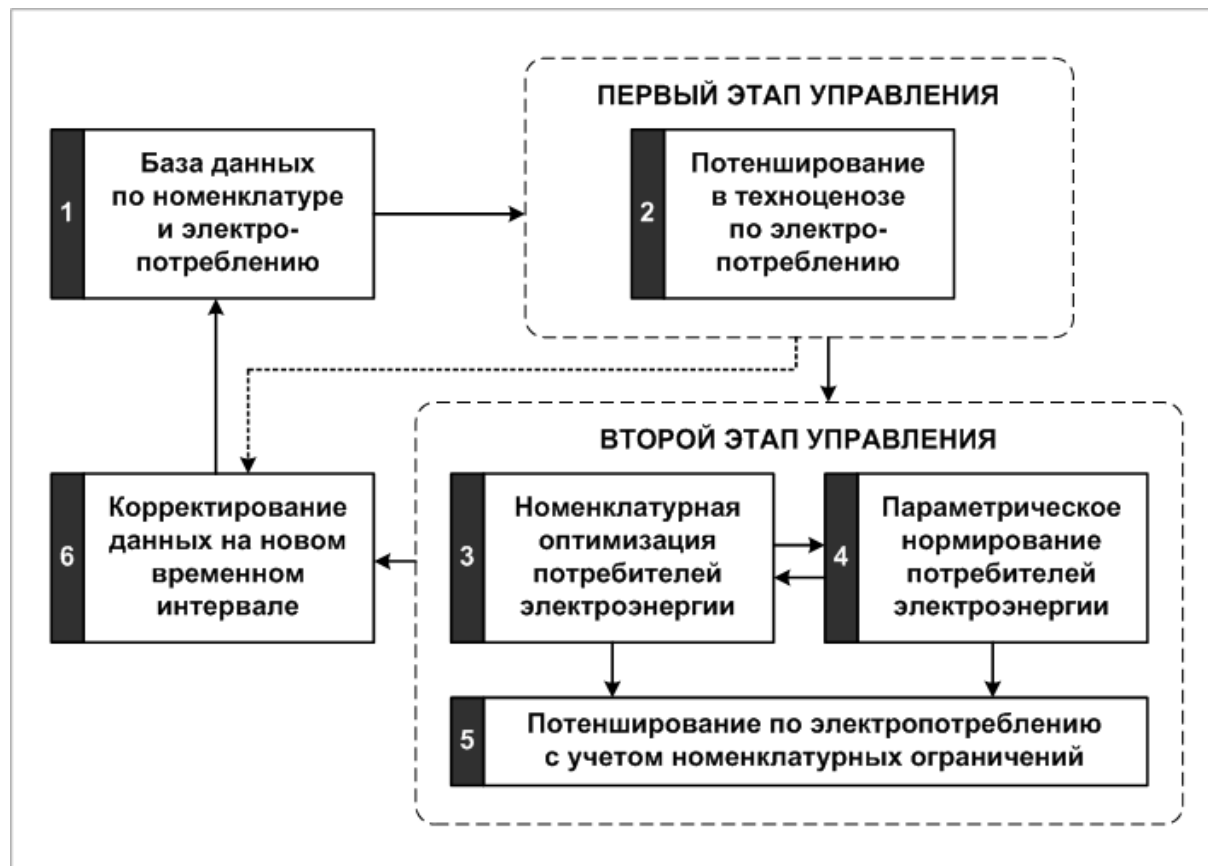 ПЕРВЫЙ ЭТАП УПРАВЛЕНИЯ
1
База данных
по номенклатуре
и электро-
потреблению
2
Потенширование
в техноценозе
по электро-
потреблению
ВТОРОЙ ЭТАП УПРАВЛЕНИЯ
3
Номенклатурная
оптимизация
потребителей
электроэнергии
4
Параметрическое
нормирование
потребителей
электроэнергии
5
Потенширование по электропотреблению
с учетом номенклатурных ограничений
6
Корректирование
данных на новом
временном
интервале